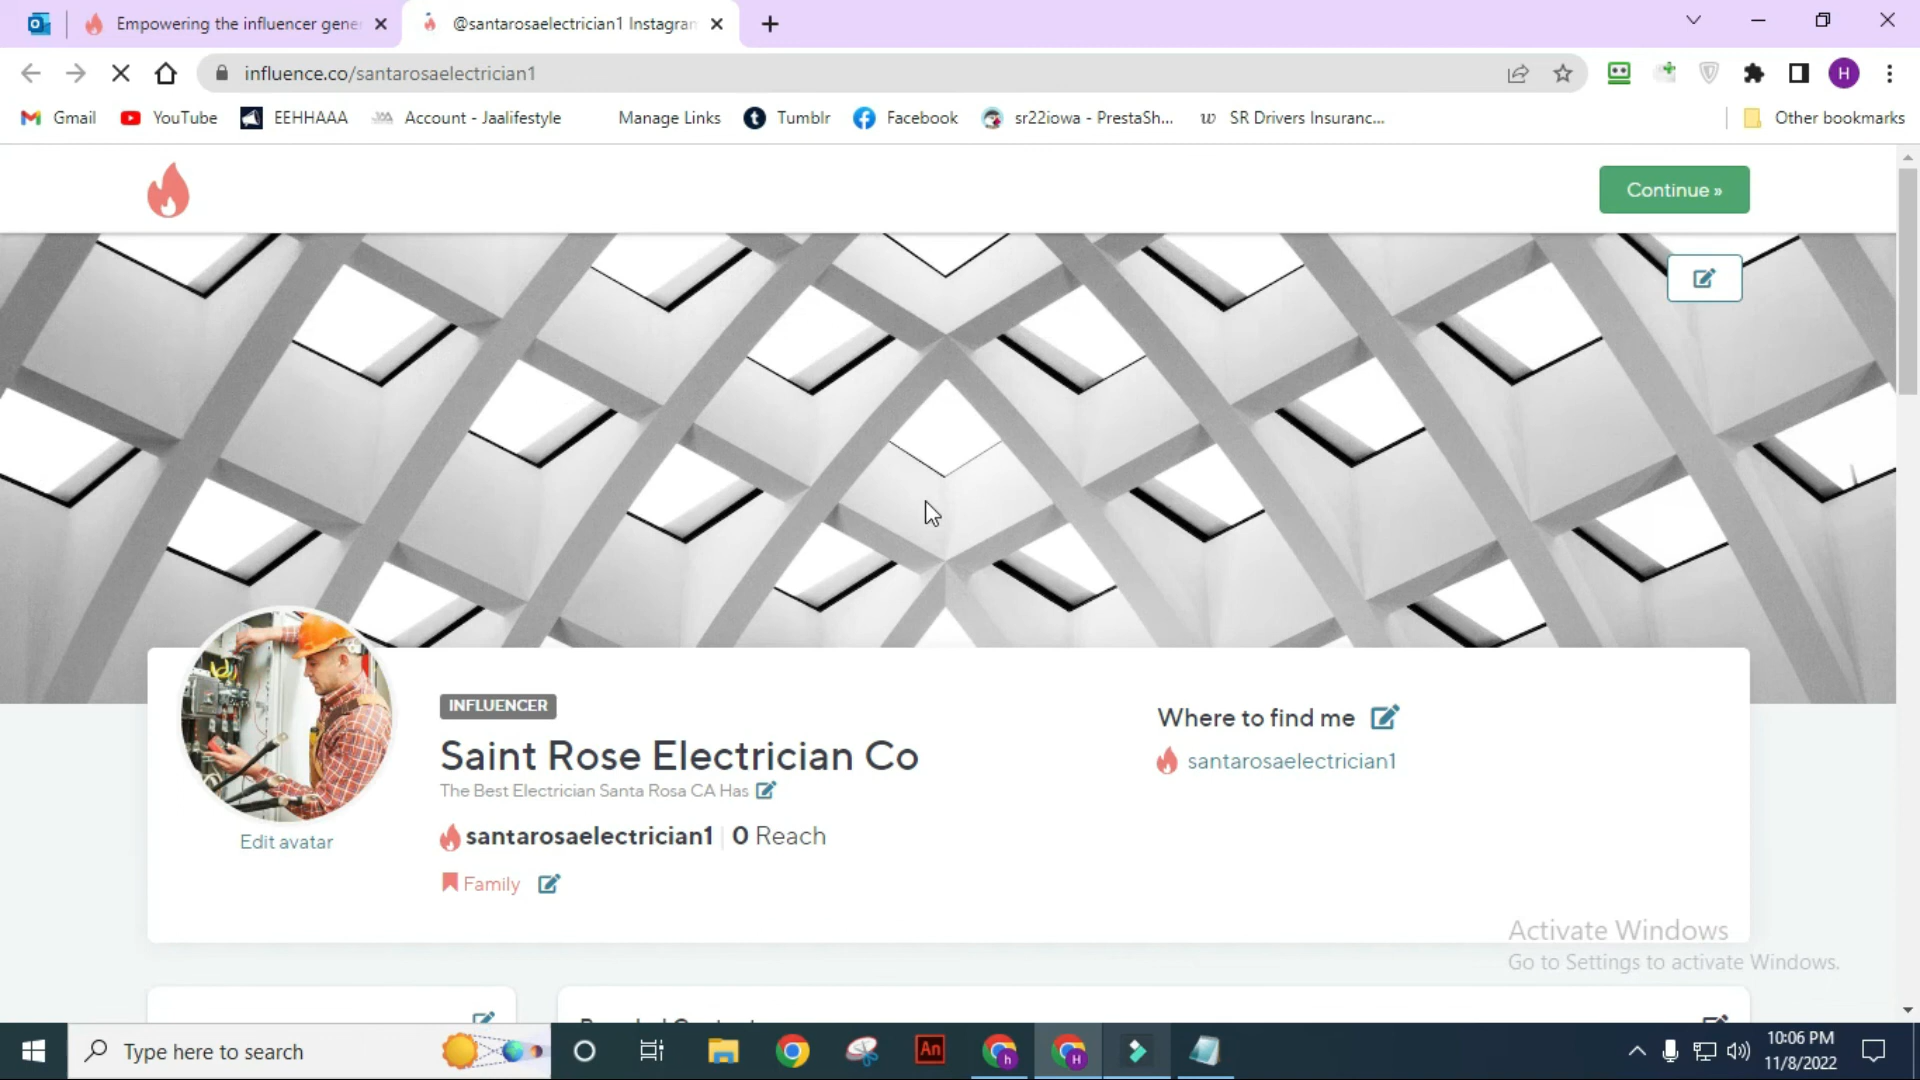 Empowering the influencer gene
@santarosaelectrician1 Instagram
influence.co/santarosaelectrician1
H
Gmail
YouTube
EEHHAAA
Account - Jaalifestyle
Manage Links
Tumblr
Facebook
sr22iowa - PrestaSh...
SR Drivers Insuranc...
Other bookmarks
Continue »
INFLUENCER
Saint Rose Electrician Co
The Best Electrician Santa Rosa CA Has
santarosaelectrician1 | 0 Reach
Family
Edit avatar
Where to find me
santarosaelectrician1
Activate Windows
Go to Settings to activate Windows.
Type here to search
An
h
H
10:06 PM
11/8/2022